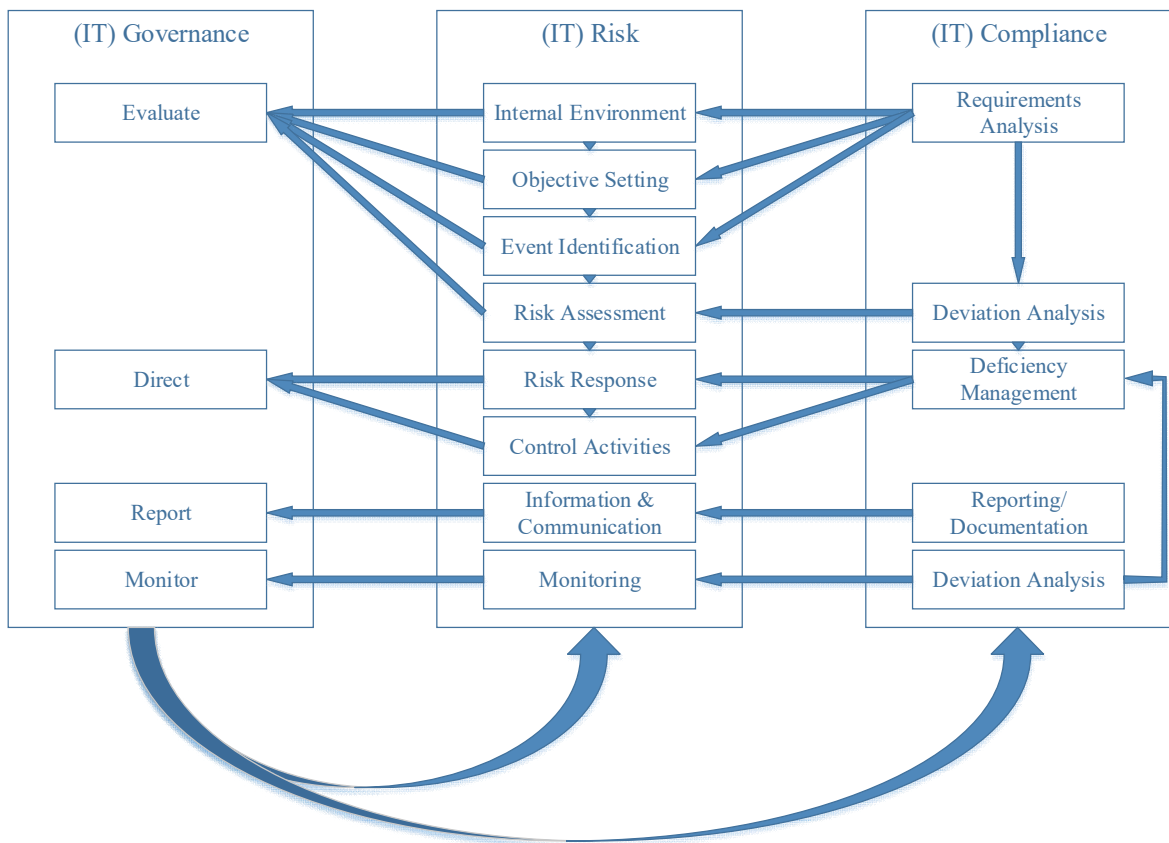 (IT) Governance
Evaluate
Direct
Report
Monitor
(IT) Risk
Internal Environment
Objective Setting
Event Identification
Risk Assessment
Risk Response
Control Activities
Information &
Communication
Monitoring
(IT) Compliance
Requirements
Analysis
Deviation Analysis
Deficiency
Management
Reporting/
Documentation
Deviation Analysis